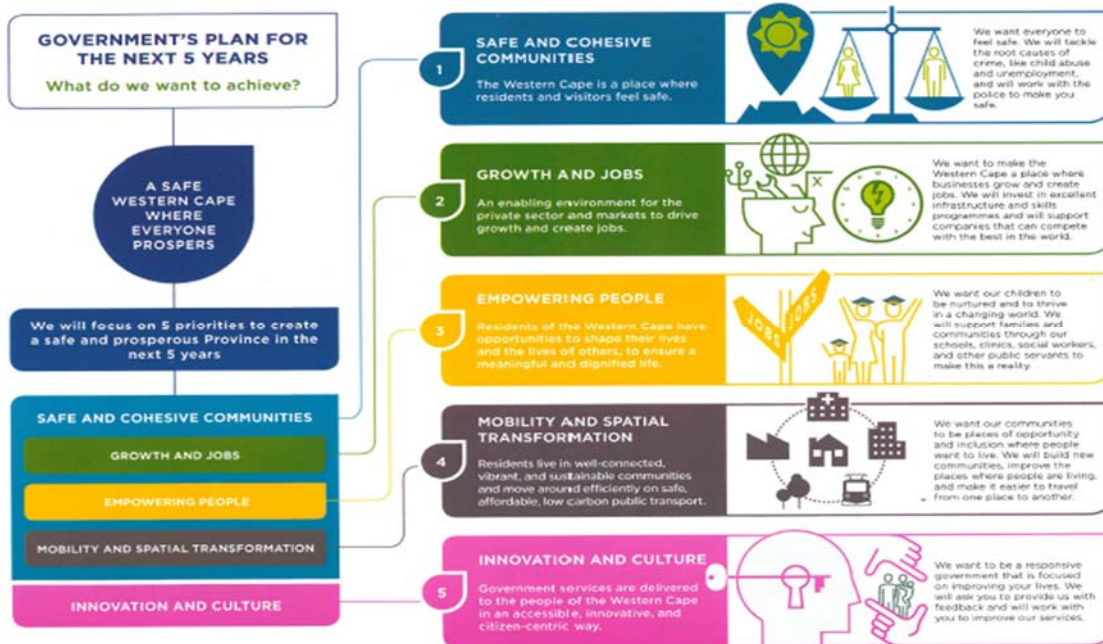 GOVERNMENT'S PLAN FOR
THE NEXT 5 YEARS
What do we want to achieve?
A SAFE
WESTERN CAPE
WHERE
EVERYONE
PROSPERS
We will focus on 5 priorities to create
a safe and prosperous Province in the
next 5 years
SAFE AND COHESIVE COMMUNITIES
GROWTH AND JOBS
EMPOWERING PEOPLE
MOBILITY AND SPATIAL TRANSFORMATION
INNOVATION AND CULTURE
1
SAFE AND COHESIVE
COMMUNITIES
The Western Cape is a place where
residents and visitors feel safe.
We want everyone to
feel safe. We will tackle
the root causes of
crime, like child abuse
and unemployment,
and will work with the
police to make you
safe.
2
GROWTH AND JOBS
An enabling environment for the
private sector and markets to drive
growth and create jobs.
X
We want to make the
Western Cape a place where
businesses grow and create
jobs. We will invest in excellent
infrastructure and skills
programmes and will support
companies that can compete
with the best in the world.
3
EMPOWERING PEOPLE
Residents of the Western Cape have
opportunities to shape their lives
and the lives of others, to ensure a
meaningful and dignified life.
JOBS
JOBS
We want our children to
be nurtured and to thrive
in a changing world. We
will support families and
communities through our
schools, clinics, social workers,
and other public servants to
make this a reality.
4
MOBILITY AND SPATIAL
TRANSFORMATION
Residents live in well-connected,
vibrant, and sustainable communities
and move around efficiently on safe,
affordable, low carbon public transport.
We want our communities
to be places of opportunity
and inclusion where people
want to live. We will build new
communities, improve the
places where people are living,
and make it easier to travel
from one place to another.
5
INNOVATION AND CULTURE
Government services are delivered
to the people of the Western Cape
in an accessible, innovative, and
citizen-centric way.
We want to be a responsive
government that is focused
on improving your lives. We
will ask you to provide us with
feedback and will work with
you to improve our services.